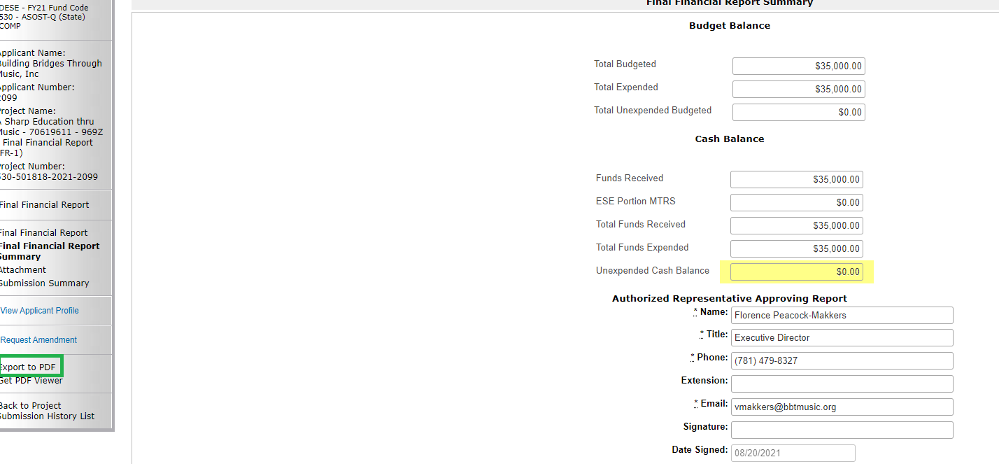 DESE - FY21 Fund Code
530 - ASOST-Q (State)
COMP
Applicant Name:
Building Bridges Through
Music, Inc
Applicant Number:
2099
Project Name:
A Sharp Education thru
Music - 70619611 - 969Z
Final Financial Report
(FR-1)
Project Number:
530-501818-2021-2099
Final Financial Report
Final Financial Report
Final Financial Report
Summary
Attachment
Submission Summary
View Applicant Profile
Request Amendment
Export to PDF
Get PDF Viewer
Back to Project
Submission History List
Final Financial Report Summary
Budget Balance
Total Budgeted $35,000.00
Total Expended $35,000.00
Total Unexpended Budgeted $0.00
Cash Balance
Funds Received $35,000.00
ESE Portion MTRS $0.00
Total Funds Received $35,000.00
Total Funds Expended $35,000.00
Unexpended Cash Balance $0.00
Authorized Representative Approving Report
* Name: Florence Peacock-Makkers
* Title: Executive Director
* Phone: (781) 479-8327
Extension:
* Email: vmakkers@bbtmusic.org
Signature:
Date Signed: 08/20/2021